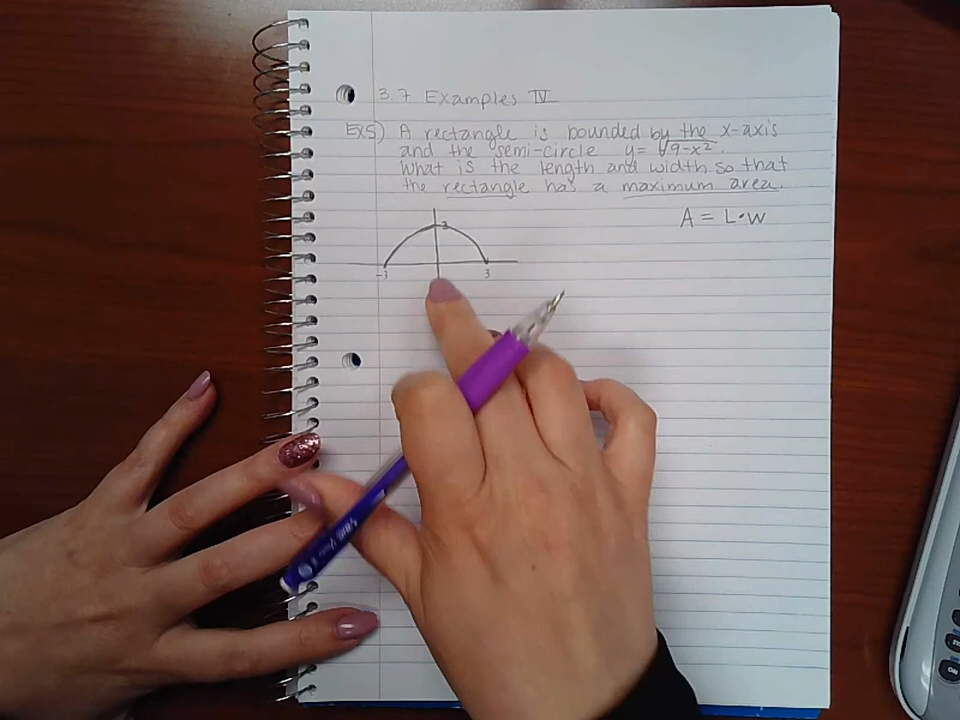 3.7 Examples IV
EX5) A rectangle is bounded by the x-axis
and the semi-circle y = √9-x².
What is the length and width so that
the rectangle has a maximum area.
A = L·W
3
-3
3